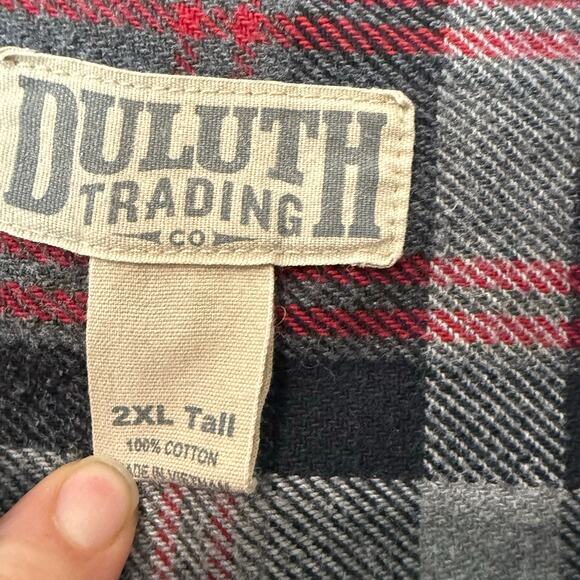 DULUTH
TRADING
CO
2XL Tall
100% COTTON
MADE IN VIETNAM